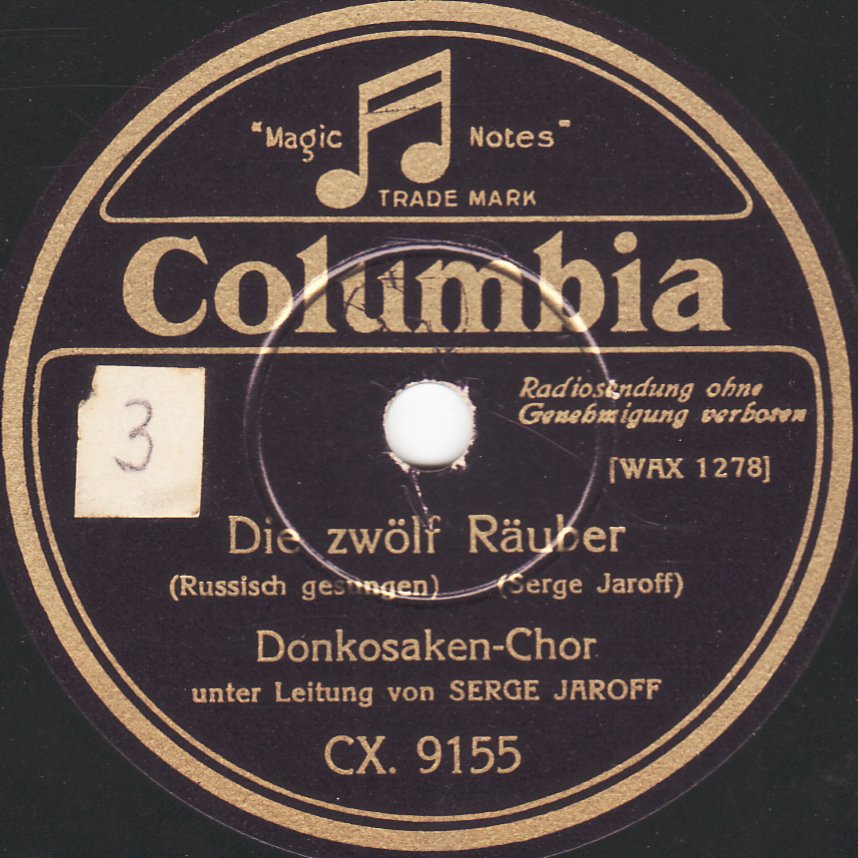 "Magic Notes"
TRADE MARK
Columbia
3
Radiosendung ohne
Genehmigung verboten
[WAX 1278]
Die zwölf Räuber
(Russisch gesungen) (Serge Jaroff)
Donkosaken-Chor
unter Leitung von SERGE JAROFF
CX. 9155